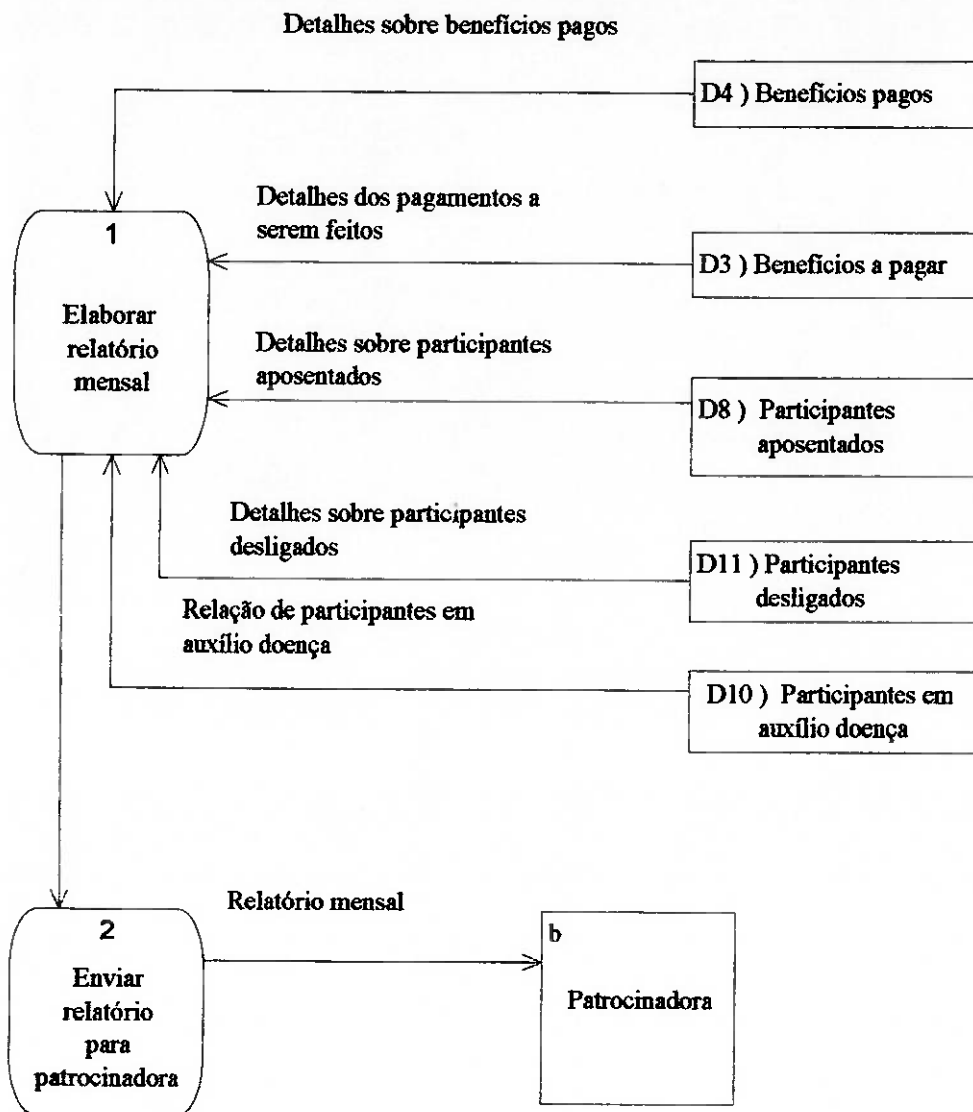 Detalhes sobre benefícios pagos
D4 ) Benefícios pagos
Detalhes dos pagamentos a
serem feitos
1
Elaborar
relatório
mensal
D3 ) Benefícios a pagar
Detalhes sobre participantes
aposentados
D8 ) Participantes
aposentados
Detalhes sobre participantes
desligados
D11 ) Participantes
desligados
Relação de participantes em
auxílio doença
D10 ) Participantes em
auxílio doença
2
Enviar
relatório
para
patrocinadora
Relatório mensal
b
Patrocinadora